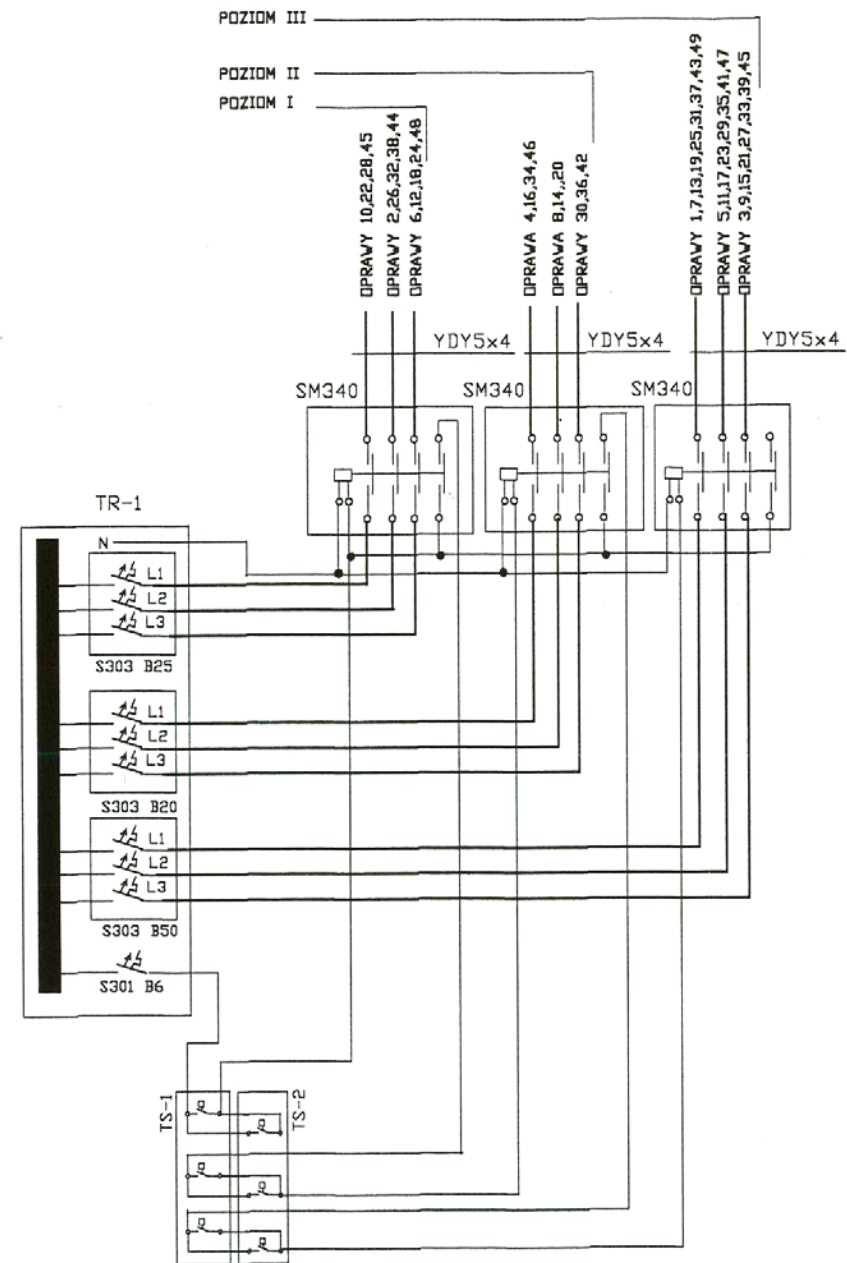 POZIOM III
POZIOM II
POZIOM I
OPRAWY 10,22,28,45
OPRAWY 2,26,32,38,44
OPRAWY 6,12,18,24,48
OPRAWA 4,16,34,46
OPRAWA 8,14,,20
OPRAWY 30,36,42
OPRAWY 1,7,13,19,25,31,37,43,49
OPRAWY 5,11,17,23,29,35,41,47
OPRAWY 3,9,15,21,27,33,39,45
YDY5x4
YDY5x4
YDY5x4
SM340
SM340
SM340
TR-1
N
L1
L2
L3
S303 B25
L1
L2
L3
S303 B20
L1
L2
L3
S303 B50
S301 B6
TS-1
TS-2